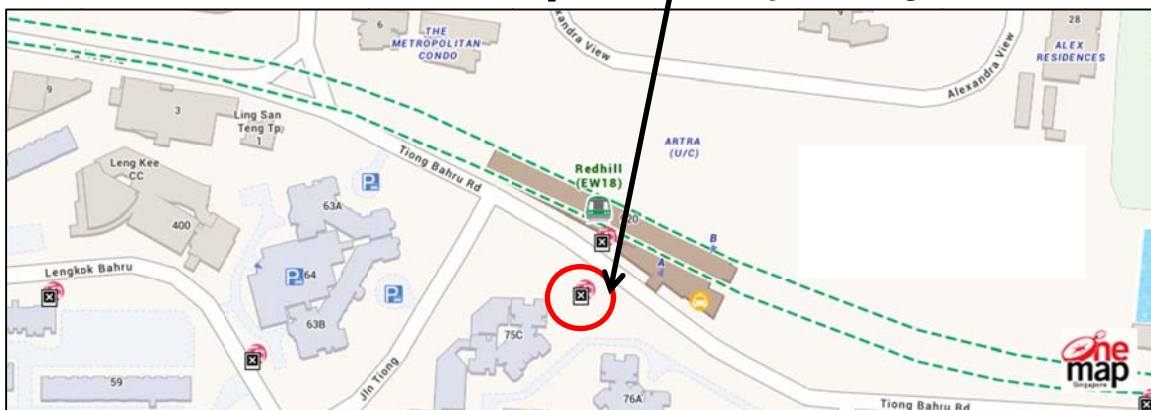 6
THE
METROPOLITAN
CONDO
Alexandra View
28
ALEX
RESIDENCES
Alexandra View
9
3
Ling San
Teng Tp
1
ARTRA
(U/C)
Tiong Bahru Rd
Redhill
(EW18)
Leng Kee
CC
63A
920
B
400
A
Lengkok Bahru
64
63B
75C
Jln Tiong
59
76A
Tiong Bahru Rd
One
map
Singapore